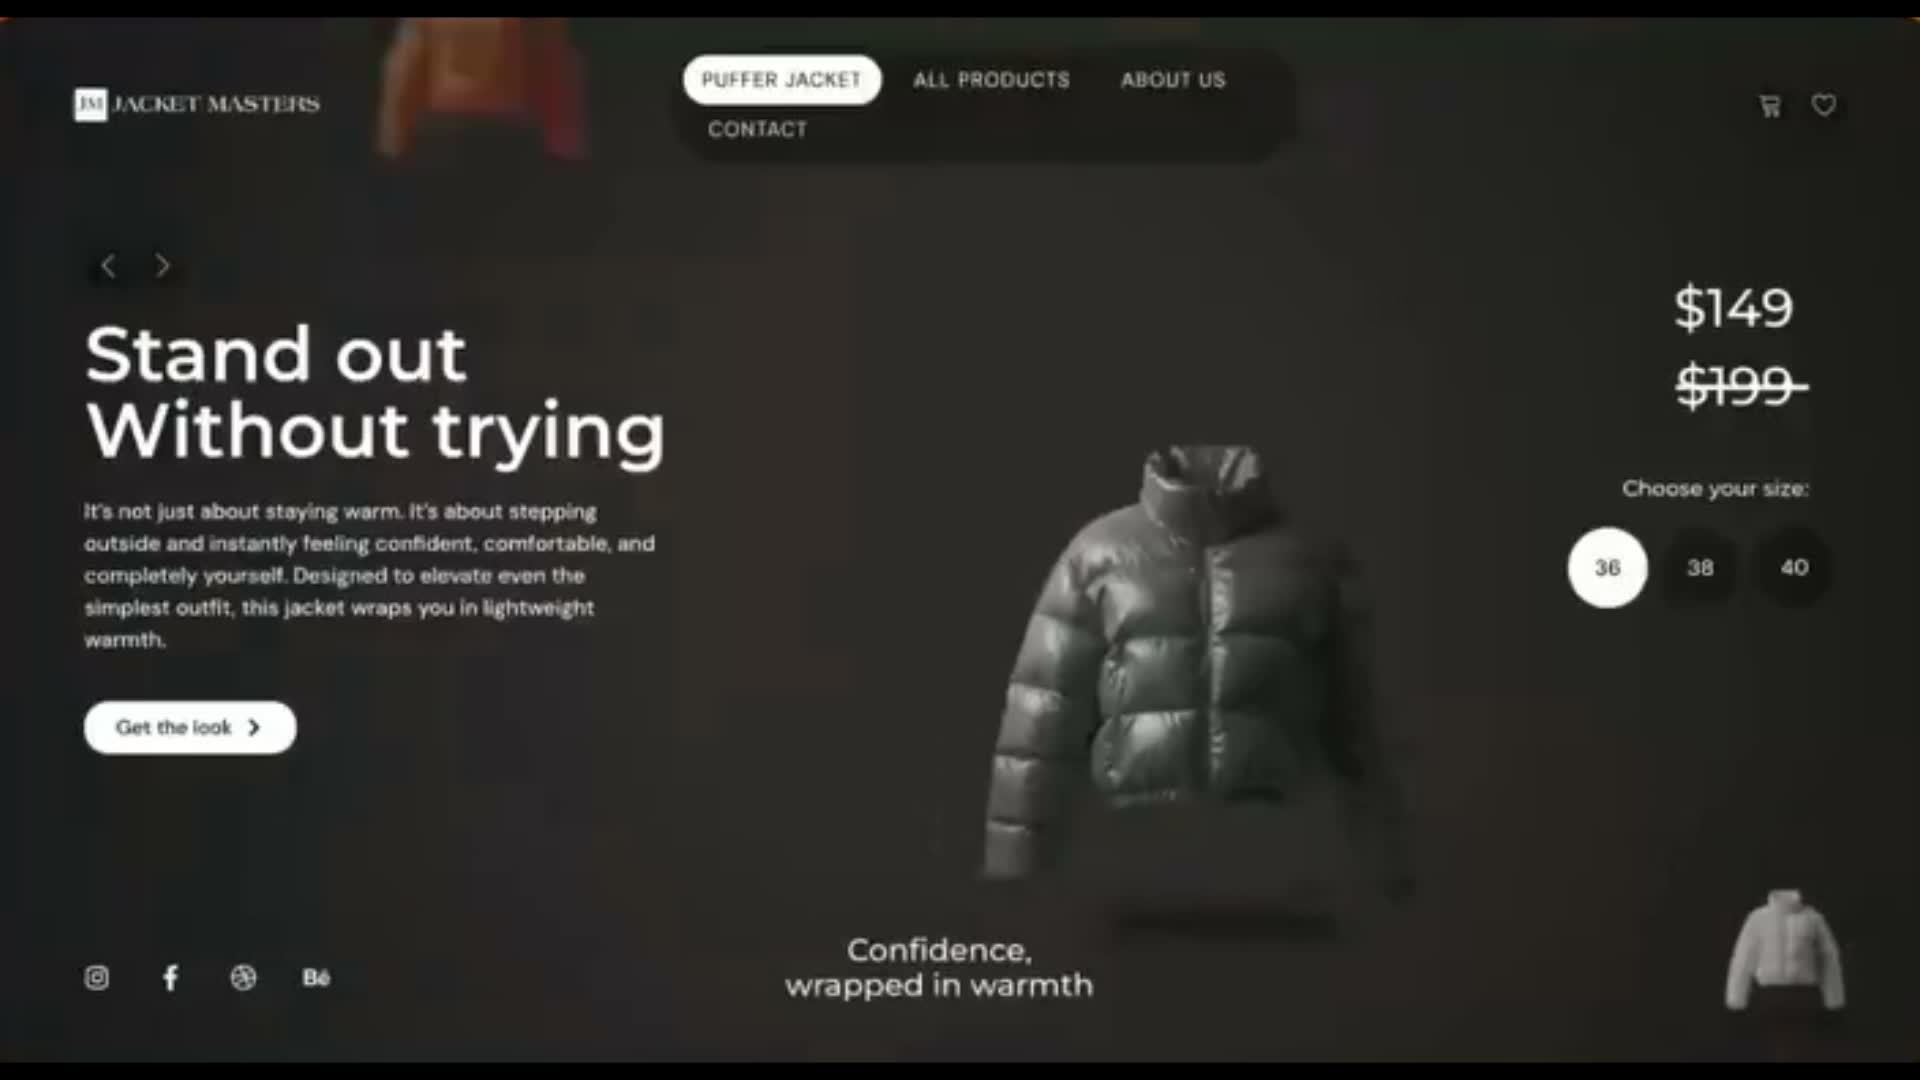 JM JACKET MASTERS
PUFFER JACKET
ALL PRODUCTS
ABOUT US
CONTACT
Stand out
Without trying
It's not just about staying warm. It's about stepping
outside and instantly feeling confident, comfortable, and
completely yourself. Designed to elevate even the
simplest outfit, this jacket wraps you in lightweight
warmth.
Get the look
$149
$199
Choose your size:
36
38
40
Confidence,
wrapped in warmth
Bē